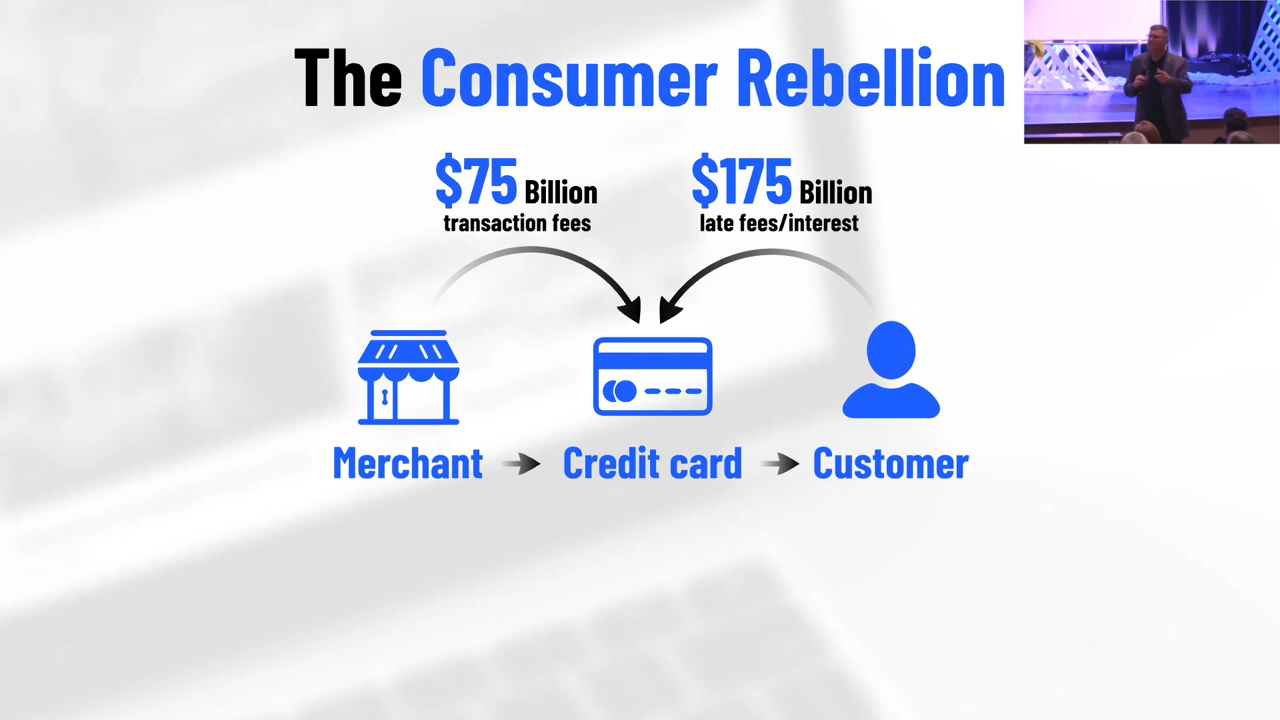 The Consumer Rebellion
$75 Billion
transaction fees
$175 Billion
late fees/interest
Merchant
Credit card
Customer